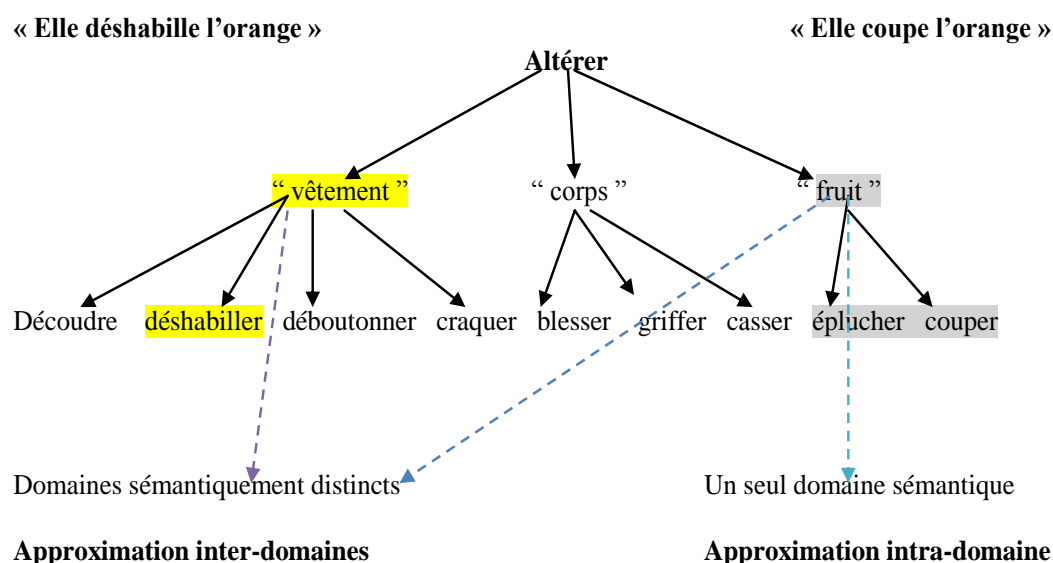 « Elle déshabille l’orange » « Elle coupe l’orange »
Altérer
“ vêtement ” “ corps ” “ fruit ”
Découdre déshabiller déboutonner craquer blesser griffer casser éplucher couper
Domaines sémantiquement distincts Un seul domaine sémantique
Approximation inter-domaines Approximation intra-domaine